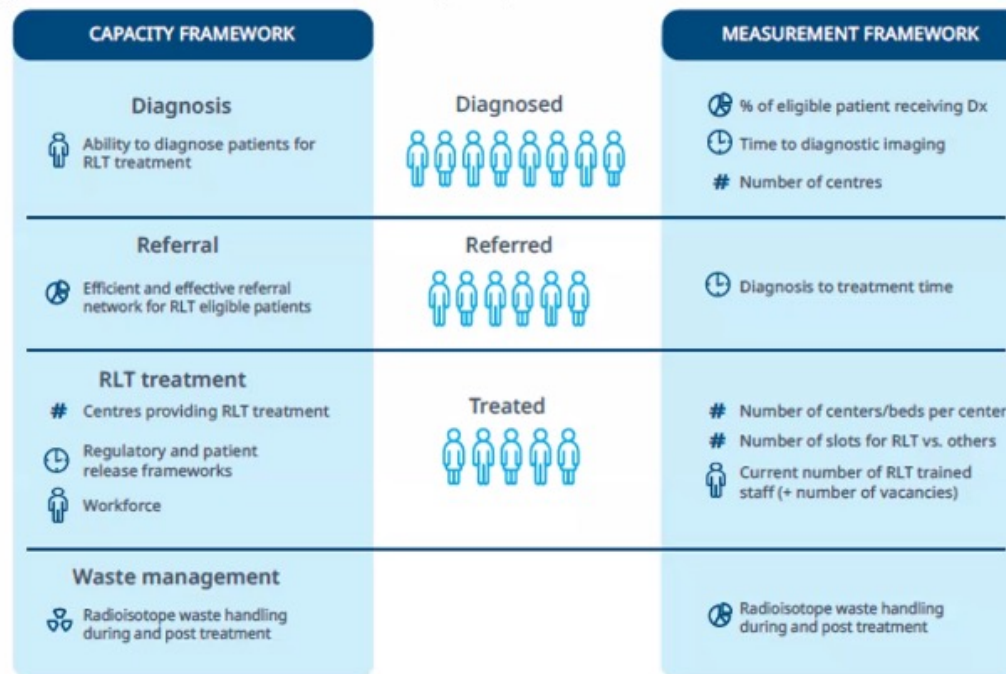 CAPACITY FRAMEWORK
MEASUREMENT FRAMEWORK
Diagnosis
Ability to diagnose patients for
RLT treatment
Diagnosed
% of eligible patient receiving Dx
Time to diagnostic imaging
# Number of centres
Referral
Efficient and effective referral
network for RLT eligible patients
Referred
Diagnosis to treatment time
RLT treatment
# Centres providing RLT treatment
Regulatory and patient
release frameworks
Workforce
Treated
# Number of centers/beds per center
# Number of slots for RLT vs. others
Current number of RLT trained
staff (+ number of vacancies)
Waste management
Radioisotope waste handling
during and post treatment
Radioisotope waste handling
during and post treatment